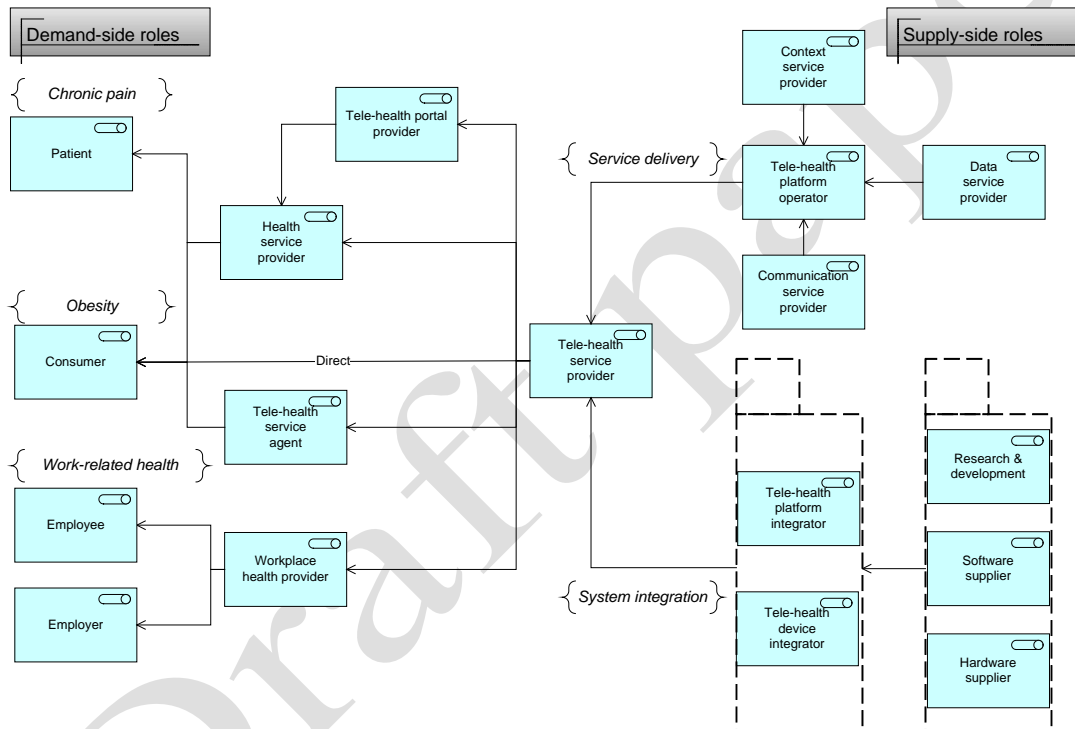 Demand-side roles
Supply-side roles
Chronic pain
Patient
Tele-health portal
provider
Health
service
provider
Obesity
Consumer
Direct
Tele-health
service
agent
Work-related health
Employee
Employer
Workplace
health provider
Service delivery
Context
service
provider
Tele-health
platform
operator
Data
service
provider
Communication
service
provider
Tele-health
service
provider
System integration
Tele-health
platform
integrator
Tele-health
device
integrator
Research &
development
Software
supplier
Hardware
supplier
Draft pape